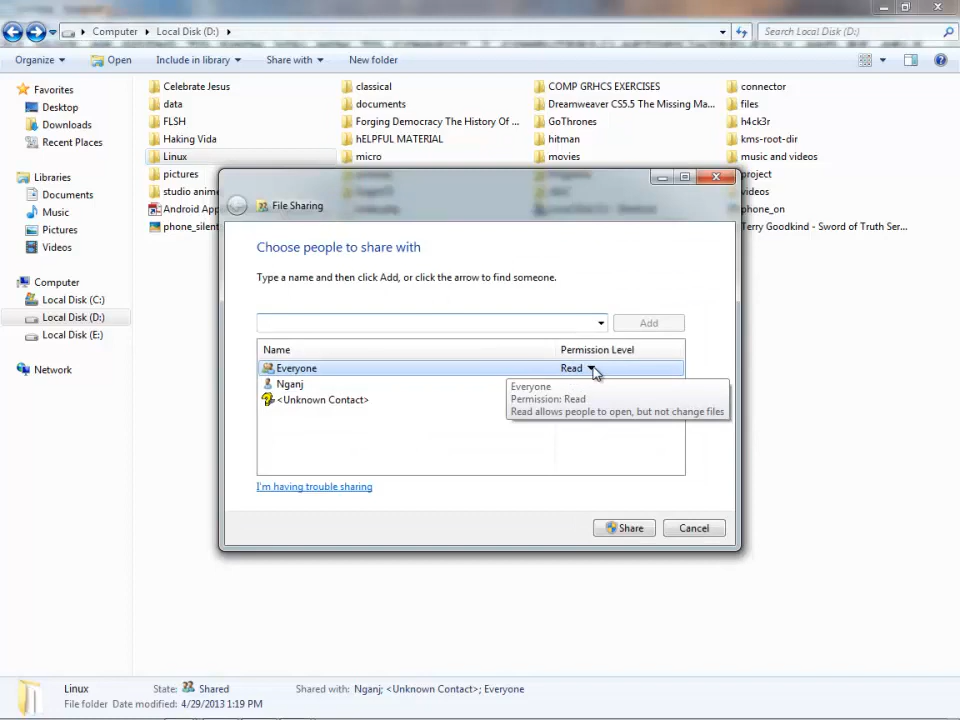 Computer
Local Disk (D:)
Search Local Disk (D:)
Organize
Open
Include in library
Share with
New folder
Favorites
Desktop
Downloads
Recent Places
Libraries
Documents
Music
Pictures
Videos
Computer
Local Disk (C:)
Local Disk (D:)
Local Disk (E:)
Network
Celebrate Jesus
data
FLSH
Haking Vida
Linux
pictures
studio anime
Android App
phone_silent
classical
documents
Forging Democracy The History Of ...
hELPFUL MATERIAL
micro
COMP GRHCS EXERCISES
Dreamweaver CS5.5 The Missing Ma...
GoThrones
hitman
movies
connector
files
h4ck3r
kms-root-dir
music and videos
project
videos
phone_on
Terry Goodkind - Sword of Truth Ser...
File Sharing
Choose people to share with
Type a name and then click Add, or click the arrow to find someone.
Add
Name
Permission Level
Everyone
Read
Nganj
<Unknown Contact>
Everyone
Permission: Read
Read allows people to open, but not change files
I'm having trouble sharing
Share
Cancel
Linux
State: Shared
Shared with: Nganj; <Unknown Contact>; Everyone
File folder Date modified: 4/29/2013 1:19 PM